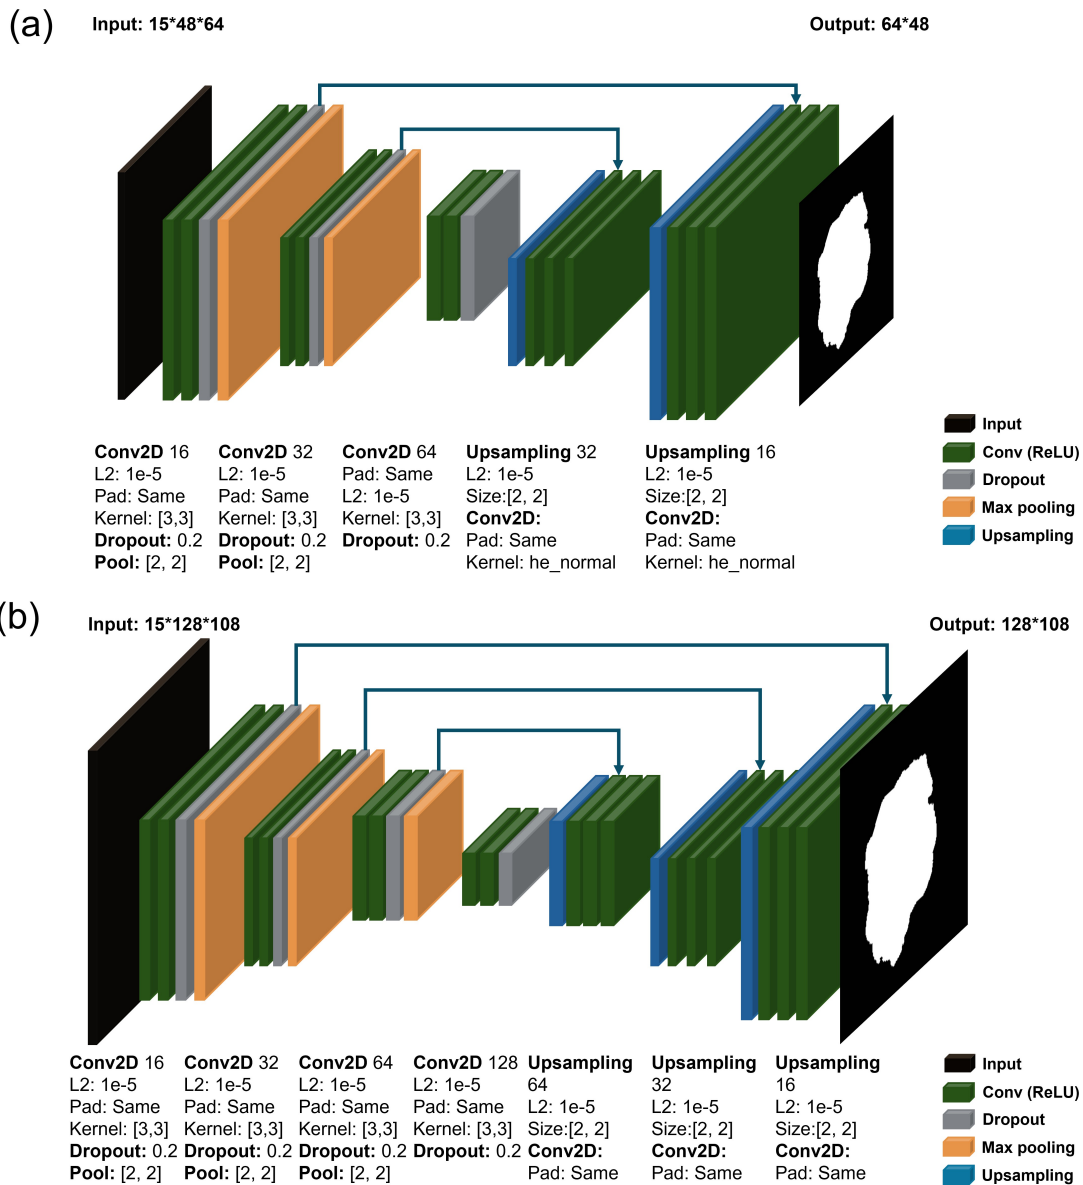 (a)
Input: 15*48*64
Output: 64*48
Conv2D 16
L2: 1e-5
Pad: Same
Kernel: [3,3]
Dropout: 0.2
Pool: [2, 2]
Conv2D 32
L2: 1e-5
Pad: Same
Kernel: [3,3]
Dropout: 0.2
Pool: [2, 2]
Conv2D 64
Pad: Same
L2: 1e-5
Kernel: [3,3]
Dropout: 0.2
Upsampling 32
L2: 1e-5
Size:[2, 2]
Conv2D:
Pad: Same
Kernel: he_normal
Upsampling 16
L2: 1e-5
Size:[2, 2]
Conv2D:
Pad: Same
Kernel: he_normal
Input
Conv (ReLU)
Dropout
Max pooling
Upsampling
(b)
Input: 15*128*108
Output: 128*108
Conv2D 16
L2: 1e-5
Pad: Same
Kernel: [3,3]
Dropout: 0.2
Pool: [2, 2]
Conv2D 32
L2: 1e-5
Pad: Same
Kernel: [3,3]
Dropout: 0.2
Pool: [2, 2]
Conv2D 64
L2: 1e-5
Pad: Same
Kernel: [3,3]
Dropout: 0.2
Pool: [2, 2]
Conv2D 128
L2: 1e-5
Pad: Same
Kernel: [3,3]
Dropout: 0.2
Upsampling
64
L2: 1e-5
Size:[2, 2]
Conv2D:
Pad: Same
Upsampling
32
L2: 1e-5
Size:[2, 2]
Conv2D:
Pad: Same
Upsampling
16
L2: 1e-5
Size:[2, 2]
Conv2D:
Pad: Same
Input
Conv (ReLU)
Dropout
Max pooling
Upsampling